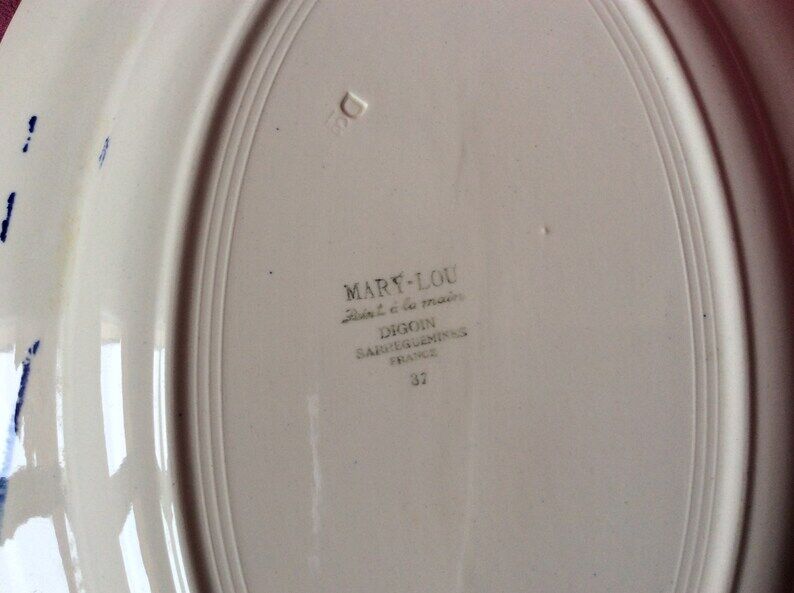 D
MARY-LOU
Peint à la main
DIGOIN
SARREGUEMINES
FRANCE
37